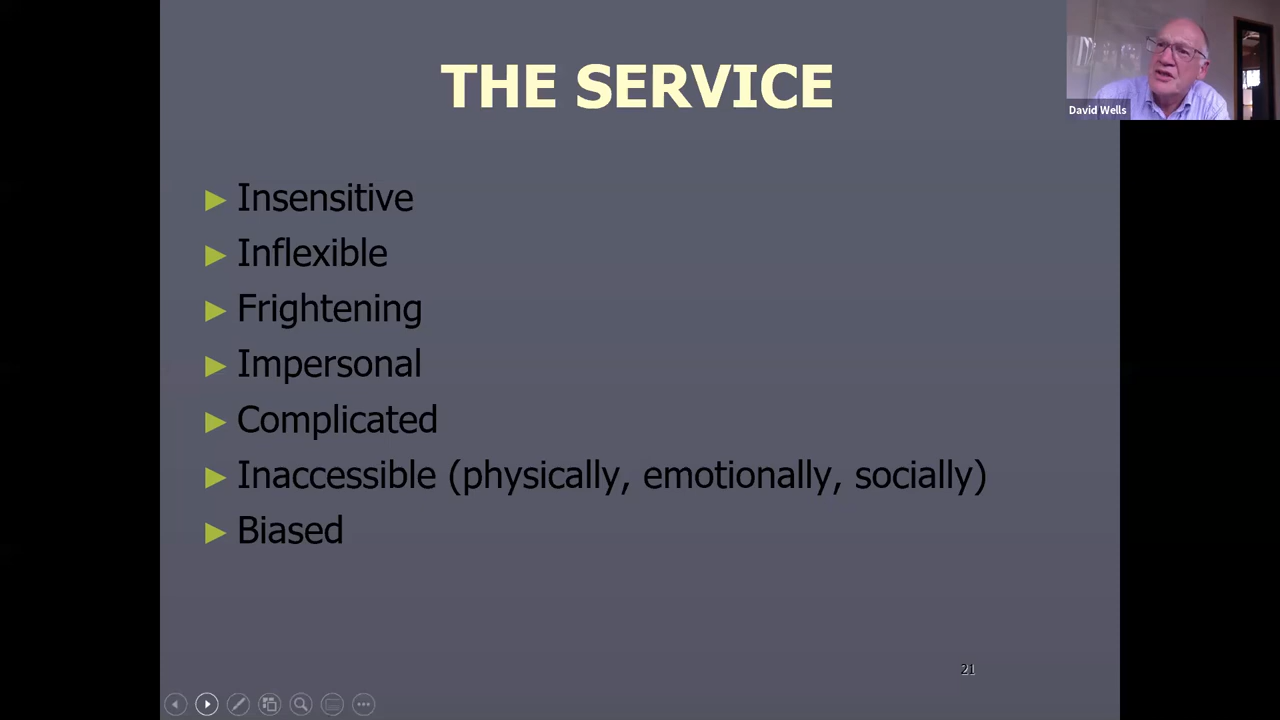 THE SERVICE
David Wells
► Insensitive
► Inflexible
► Frightening
► Impersonal
► Complicated
► Inaccessible (physically, emotionally, socially)
► Biased
21